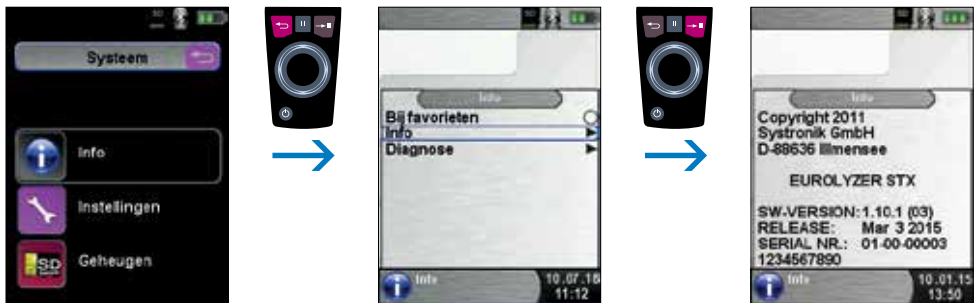 Systeem
Info
Instellingen
SD
Geheugen
Info
Bij favorieten
Info
Diagnose
Info
10.07.16
11:12
Info
Copyright 2011
Systronik GmbH
D-88636 Illmensee
EUROLYZER STX
SW-VERSION: 1.10.1 (03)
RELEASE: Mar 3 2015
SERIAL NR.: 01-00-00003
1234567890
Info
10.01.15
13:50